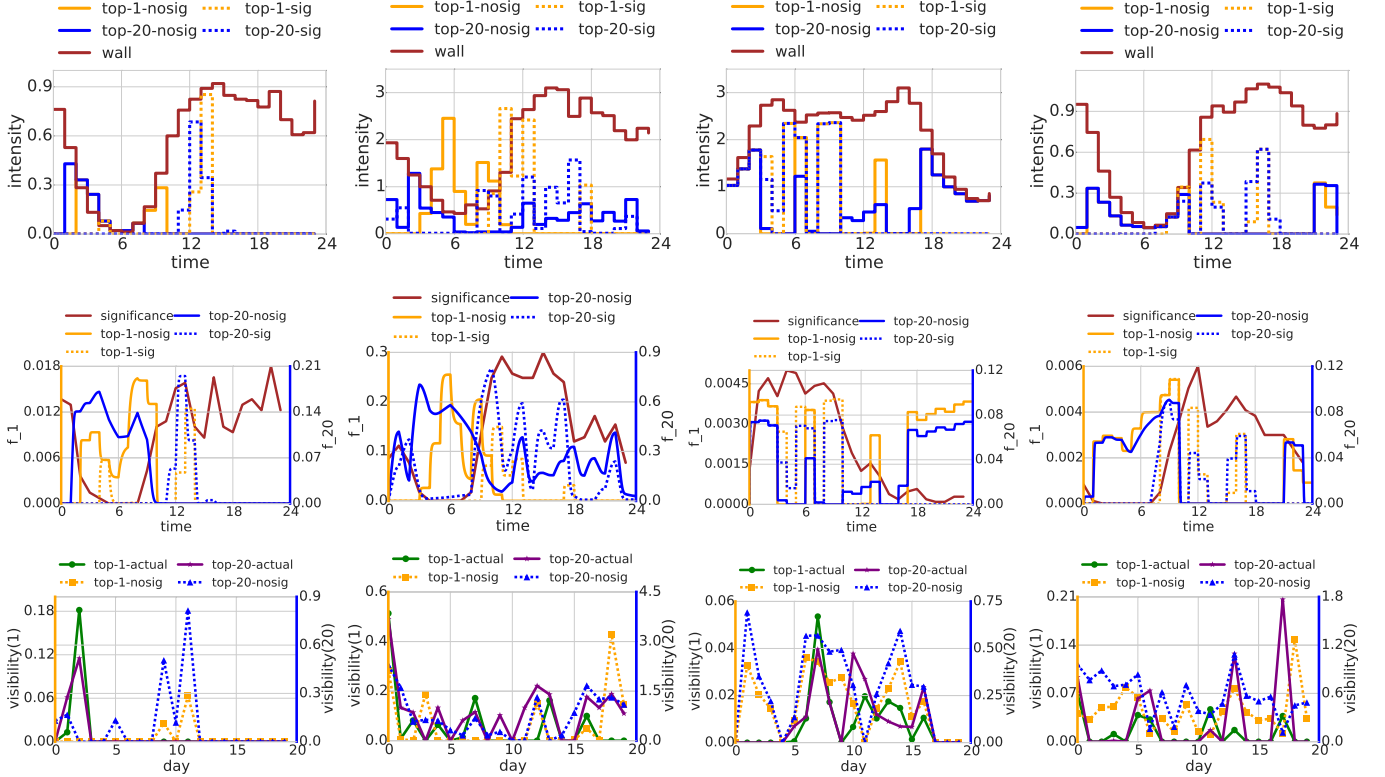 top-1-nosig top-1-sig
top-20-nosig top-20-sig
wall
0.9
0.6
0.3
0.0
intensity
0 6 12 18 24
time
top-1-nosig top-1-sig
top-20-nosig top-20-sig
wall
3
2
1
0
intensity
0 6 12 18 24
time
top-1-nosig top-1-sig
top-20-nosig top-20-sig
wall
3
2
1
0
intensity
0 6 12 18 24
time
top-1-nosig top-1-sig
top-20-nosig top-20-sig
wall
0.9
0.6
0.3
0.0
intensity
0 6 12 18 24
time
significance top-20-nosig
top-1-nosig top-20-sig
top-1-sig
0.018 0.21
0.012 0.14
0.006 0.07
0.000 0.00
f_1 f_20
0 6 12 18 24
time
significance top-20-nosig
top-1-nosig top-20-sig
top-1-sig
0.3 0.9
0.2 0.6
0.1 0.3
0.0 0.0
f_1 f_20
0 6 12 18 24
time
significance top-20-nosig
top-1-nosig top-20-sig
top-1-sig
0.12
0.0045
0.08
0.0030
0.04
0.0015
0.0000 0.00
f_1 f_20
0 6 12 18 24
time
significance top-20-nosig
top-1-nosig top-20-sig
top-1-sig
0.006 0.12
0.004 0.08
0.002 0.04
0.000 0.00
f_1 f_20
0 6 12 18 24
time
top-1-actual top-20-actual
top-1-nosig top-20-nosig
0.9
0.18
0.6
0.12
0.3
0.06
0.00 0.0
visibility(1) visibility(20)
0 5 10 15 20
day
top-1-actual top-20-actual
top-1-nosig top-20-nosig
0.6 4.5
0.4 3.0
0.2 1.5
0.0 0.0
visibility(1) visibility(20)
0 5 10 15 20
day
top-1-actual top-20-actual
top-1-nosig top-20-nosig
0.06 0.75
0.04 0.50
0.02 0.25
0.00 0.00
visibility(1) visibility(20)
0 5 10 15 20
day
top-1-actual top-20-actual
top-1-nosig top-20-nosig
0.21 1.8
0.14 1.2
0.07 0.6
0.00 0.0
visibility(1) visibility(20)
0 5 10 15 20
day